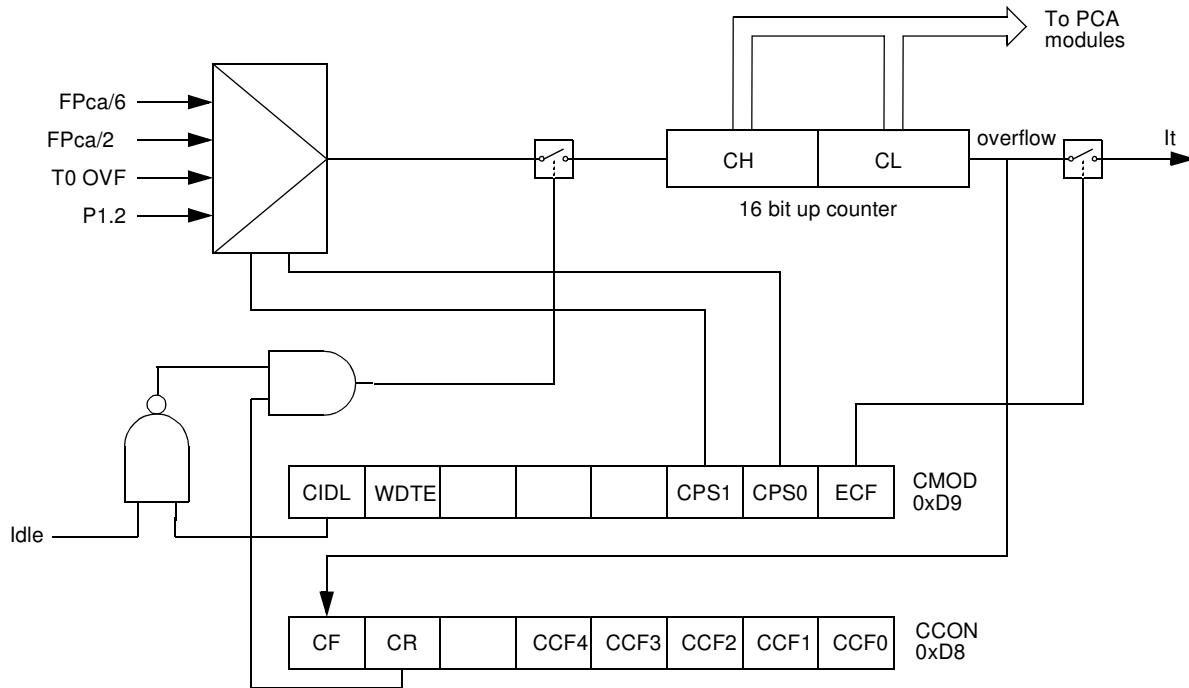 To PCA
modules
FPca/6
FPca/2
T0 OVF
P1.2
CH
CL
overflow
It
16 bit up counter
CIDL WDTE CPS1 CPS0 ECF
CMOD
0xD9
Idle
CF CR CCF4 CCF3 CCF2 CCF1 CCF0
CCON
0xD8